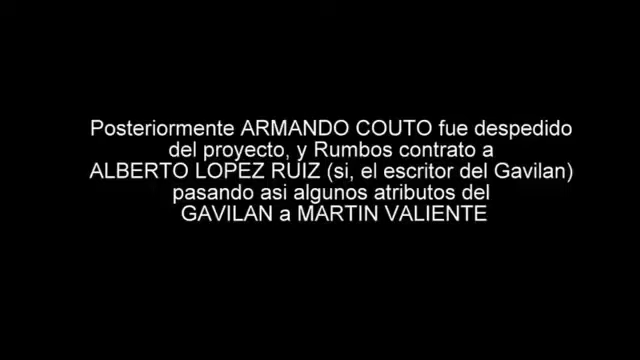 Posteriormente ARMANDO COUTO fue despedido
del proyecto, y Rumbos contrato a
ALBERTO LOPEZ RUIZ (si, el escritor del Gavilan)
pasando asi algunos atributos del
GAVILAN a MARTIN VALIENTE